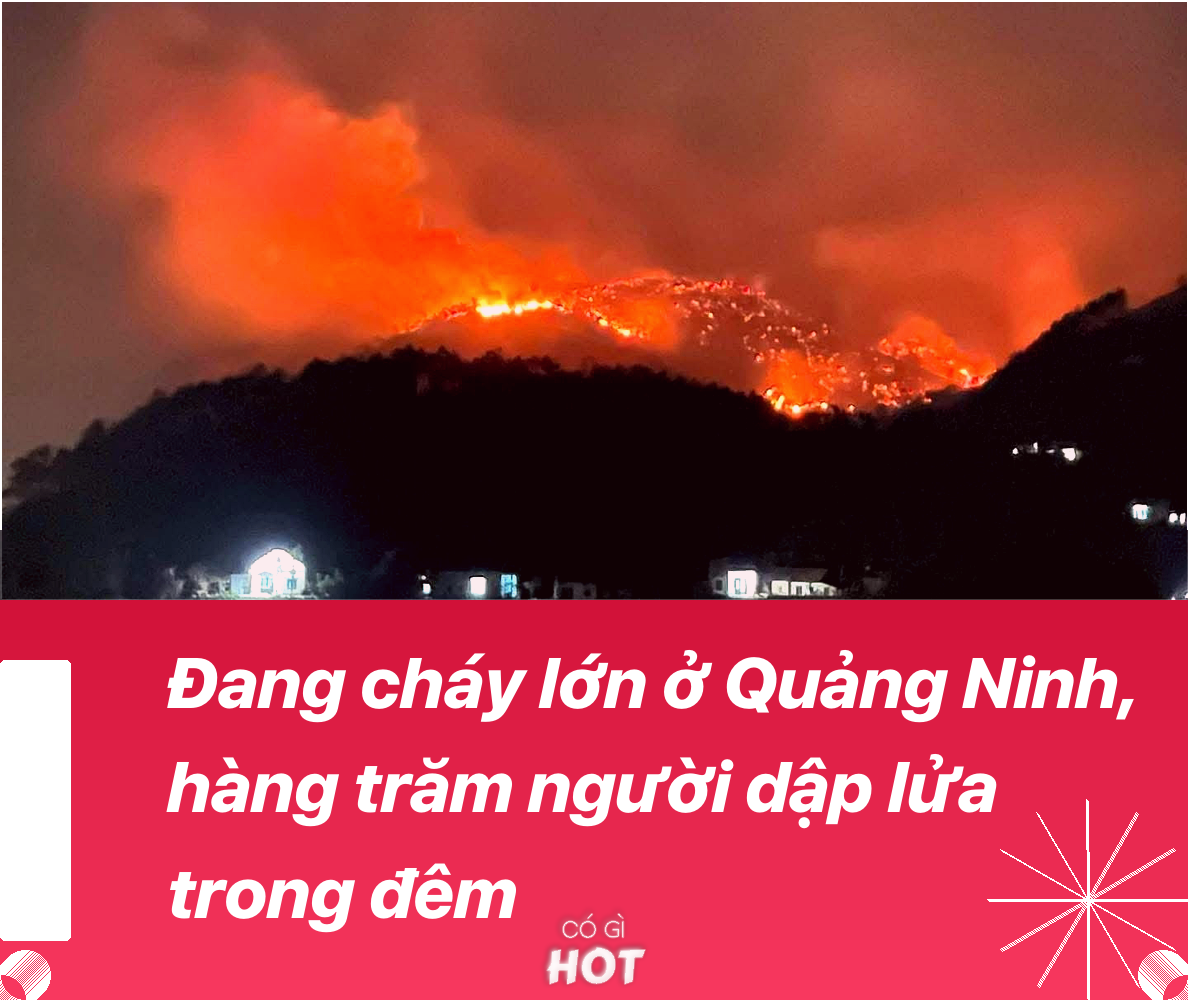 Đang cháy lớn ở Quảng Ninh,
hàng trăm người dập lửa
trong đêm
CÓ GÌ
HOT